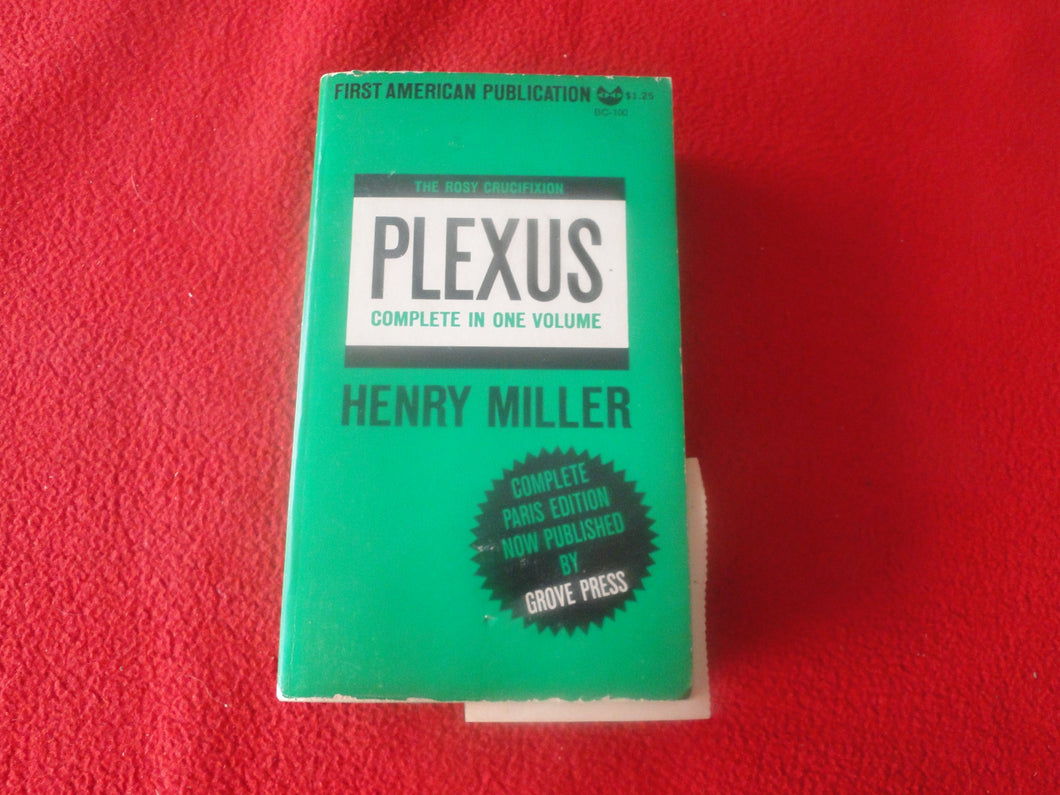 FIRST AMERICAN PUBLICATION $1.25
BC-100
THE ROSY CRUCIFIXION
PLEXUS
COMPLETE IN ONE VOLUME
HENRY MILLER
COMPLETE
PARIS EDITION
NOW PUBLISHED
BY
GROVE PRESS